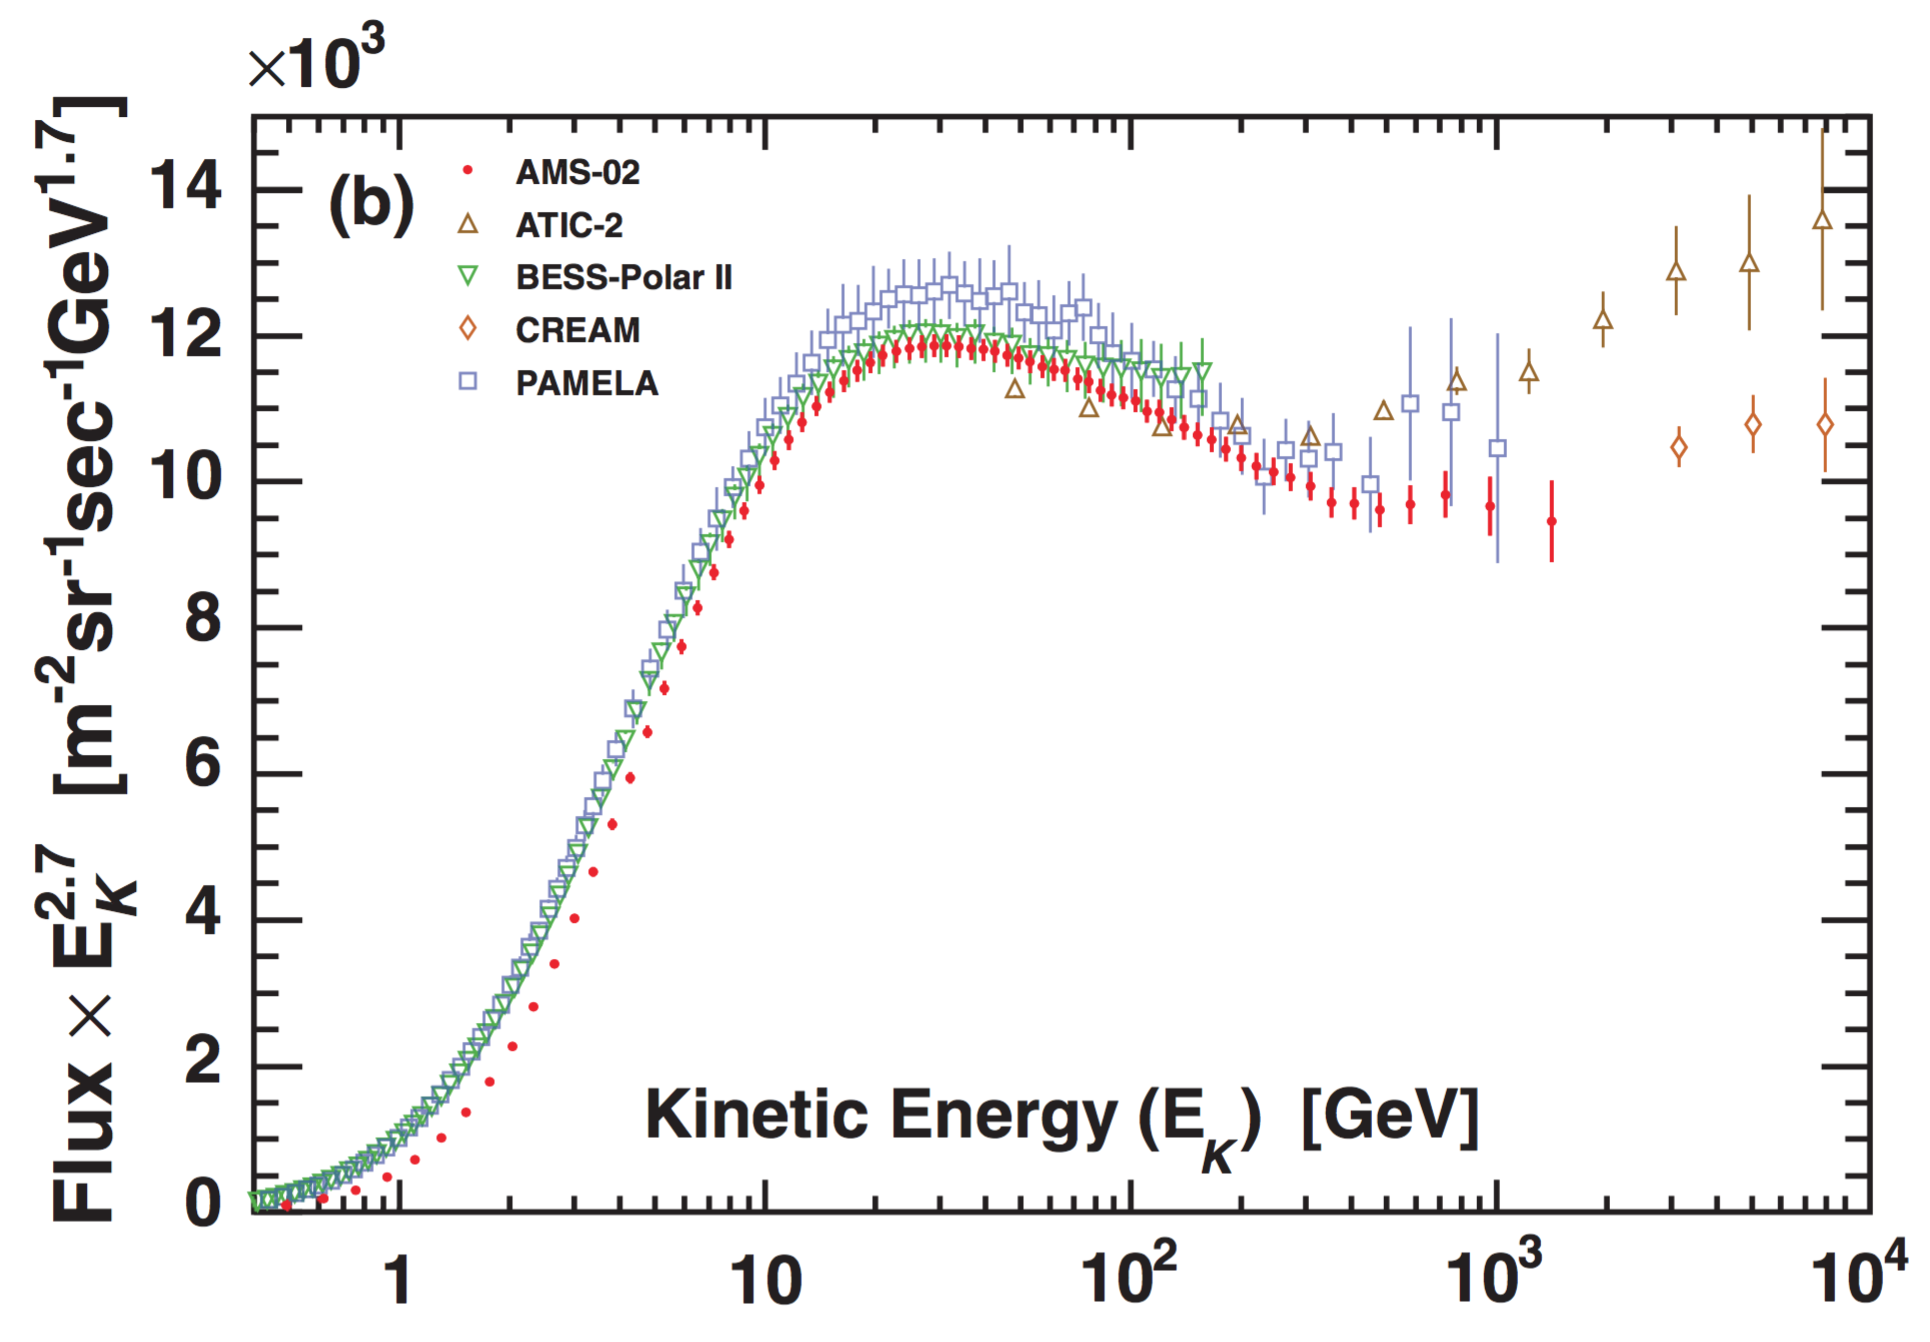 ×10³
Flux × E_K^2.7 [m⁻²sr⁻¹sec⁻¹GeV^1.7]
14
12
10
8
6
4
2
0
(b)
AMS-02
ATIC-2
BESS-Polar II
CREAM
PAMELA
Kinetic Energy (E_K) [GeV]
1 10 10² 10³ 10⁴